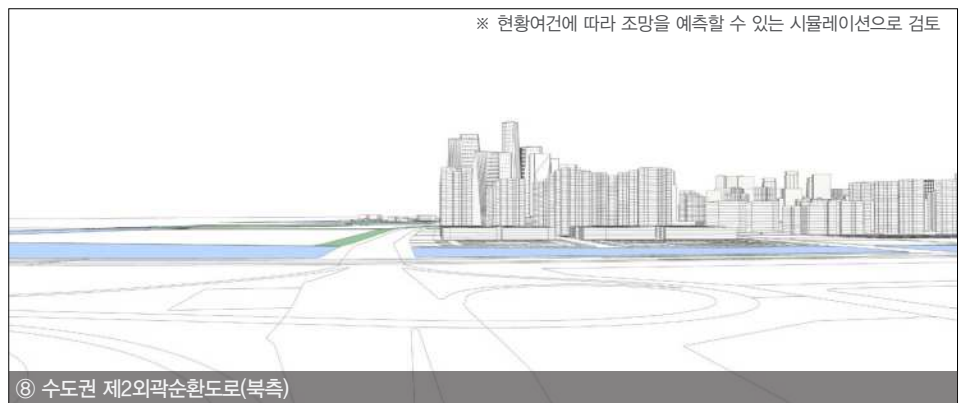 ※ 현황여건에 따라 조망을 예측할 수 있는 시뮬레이션으로 검토
⑧ 수도권 제2외곽순환도로(북측)